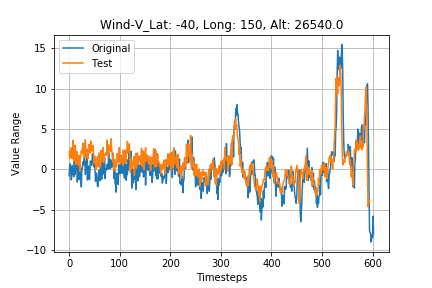 Wind-V_Lat: -40, Long: 150, Alt: 26540.0
Original
Test
Value Range
15
10
5
0
−5
−10
0 100 200 300 400 500 600
Timesteps